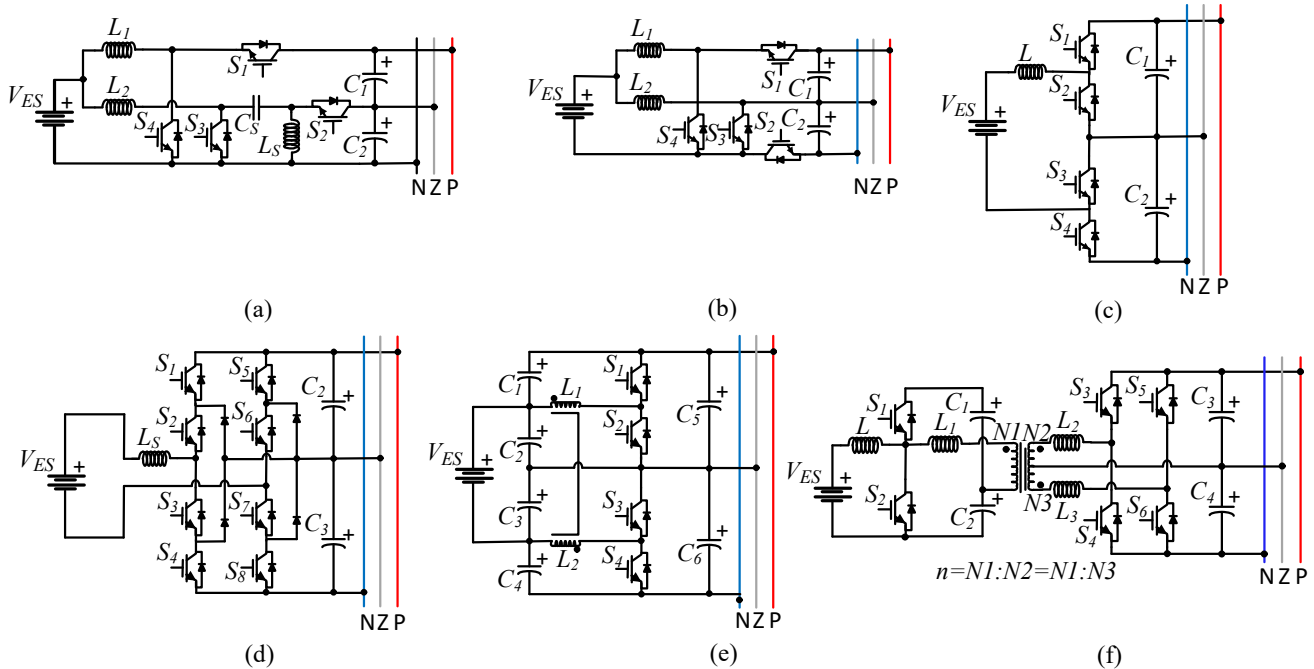 L1
L2
VES
+
S1
S4
S3
CS
LS
S2
C1
+
C2
+
N Z P
(a)
L1
L2
VES
+
S1
S4
S3
S2
C1
+
C2
+
N Z P
(b)
L
VES
+
S1
S2
S3
S4
C1
+
C2
+
N Z P
(c)
VES
+
LS
S1
S2
S3
S4
S5
S6
S7
S8
C2
+
C3
+
N Z P
(d)
VES
+
C1
+
C2
+
C3
+
C4
+
L1
L2
S1
S2
S3
S4
C5
+
C6
+
N Z P
(e)
VES
+
L
S1
S2
L1
C1
+
C2
+
N1 N2
N3
L2
L3
S3
S4
S5
S6
C3
+
C4
+
N Z P
n=N1:N2=N1:N3
(f)